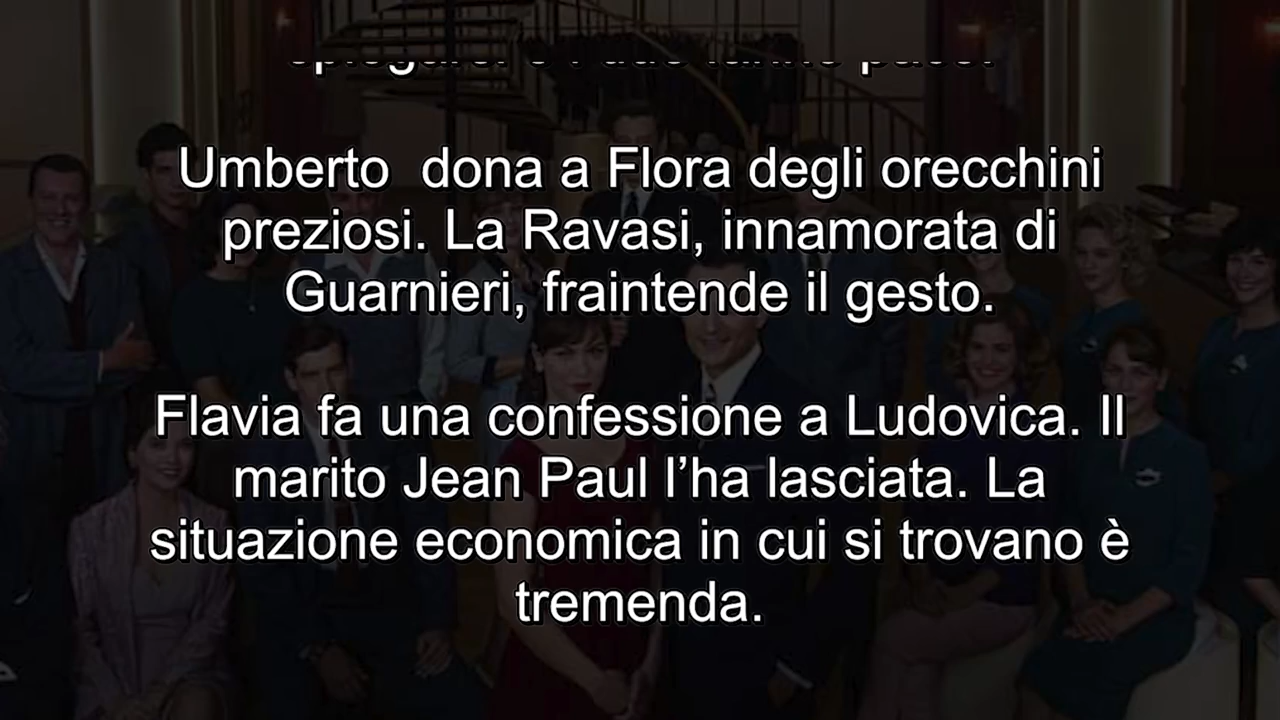 Umberto  dona a Flora degli orecchini
preziosi. La Ravasi, innamorata di
Guarnieri, fraintende il gesto.
Flavia fa una confessione a Ludovica. Il
marito Jean Paul l’ha lasciata. La
situazione economica in cui si trovano è
tremenda.